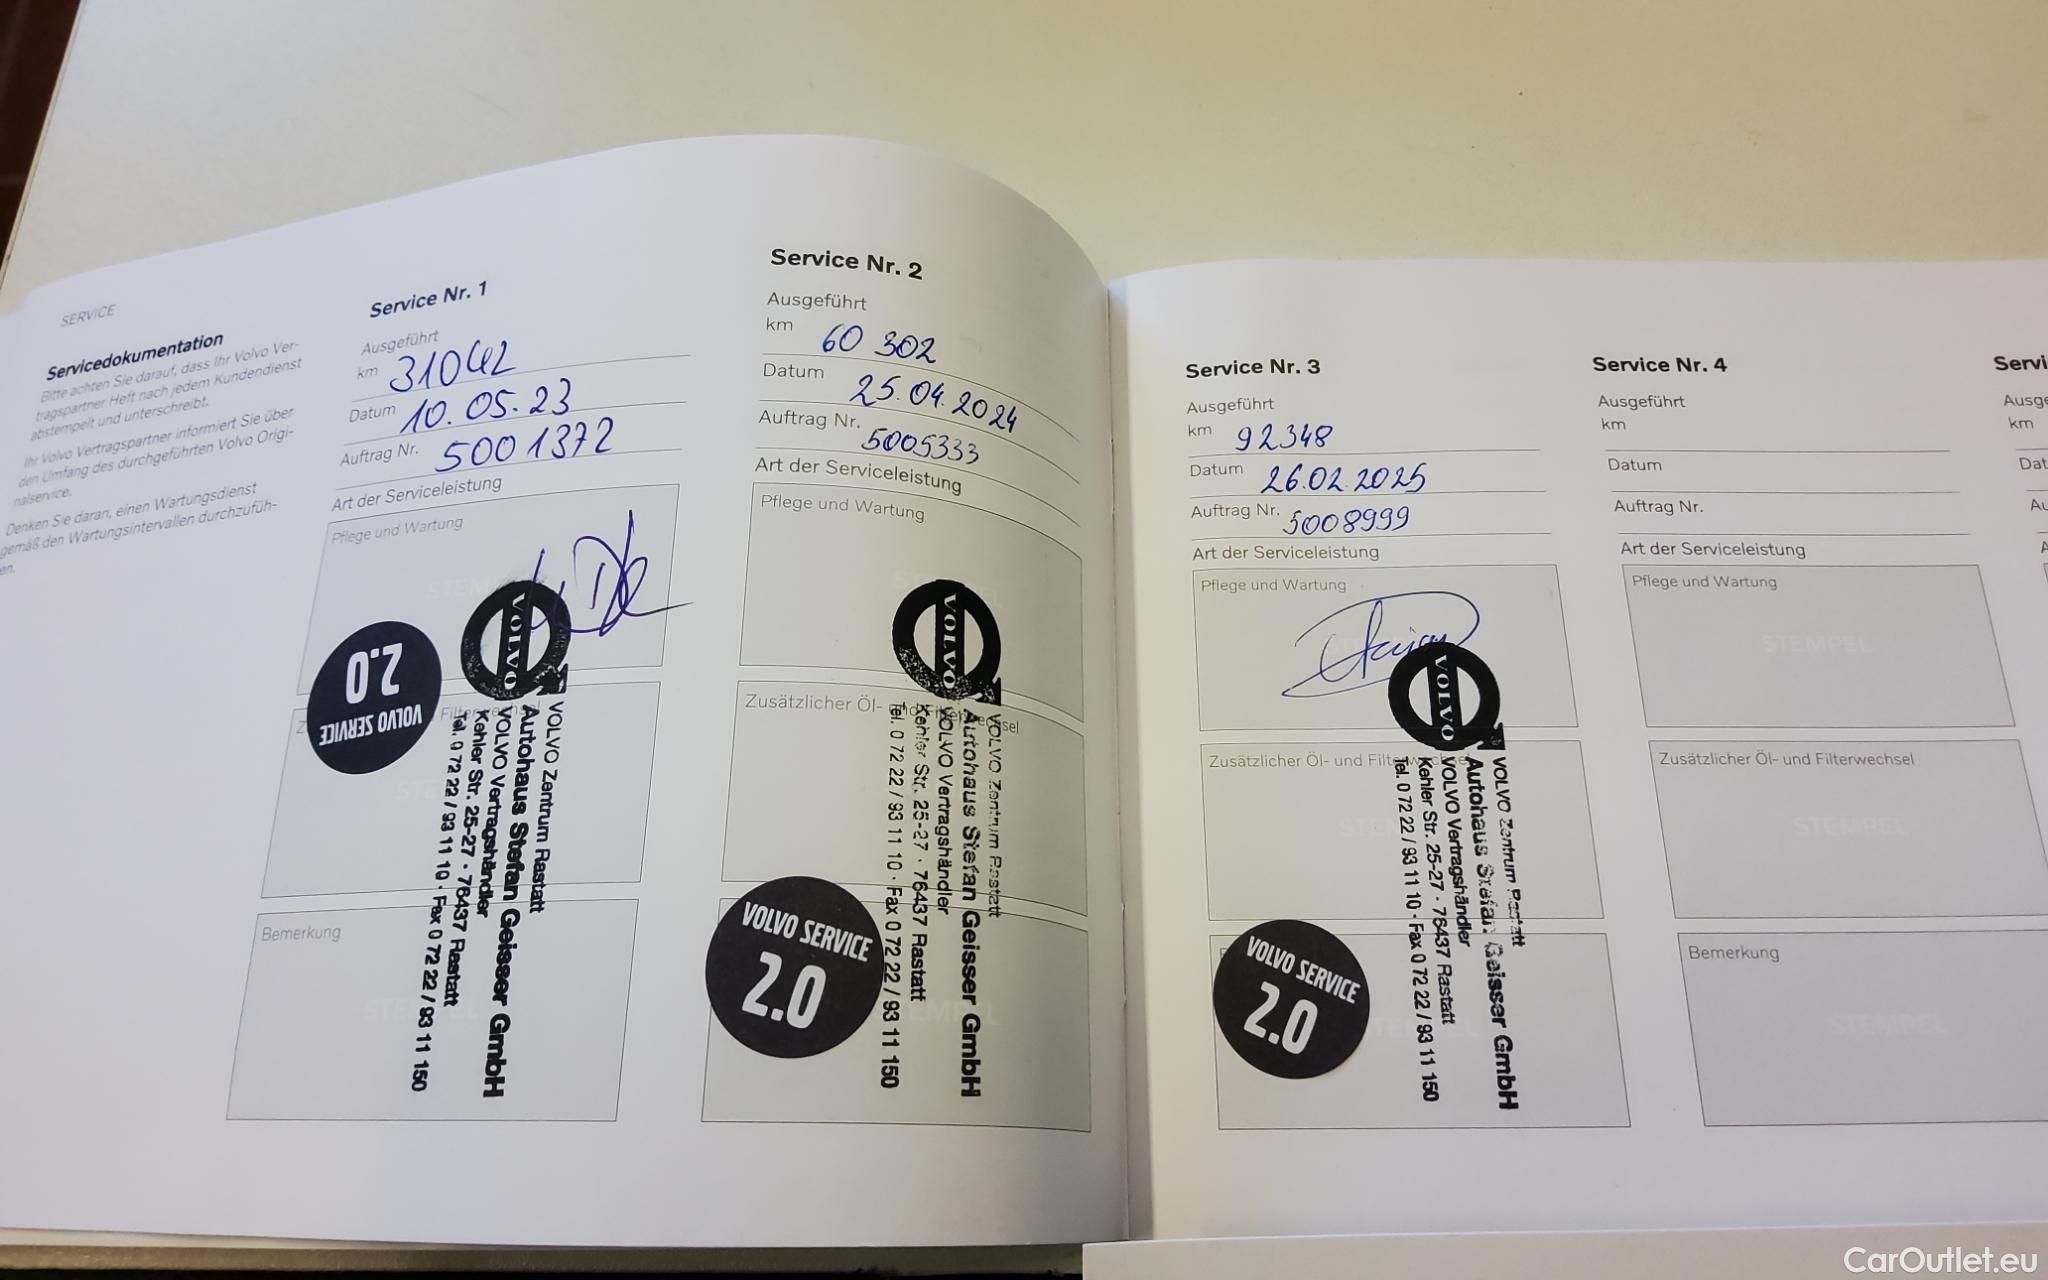 SERVICE
Servicedokumentation
Bitte achten Sie darauf, dass Ihr Volvo Ver-
tragspartner Heft nach jedem Kundendienst
abstempelt und unterschreibt.
Ihr Volvo Vertragspartner informiert Sie über
den Umfang des durchgeführten Volvo Origi-
nalservice.
Denken Sie daran, einen Wartungsdienst
gemäß den Wartungsintervallen durchzufüh-
en.
Service Nr. 1
Ausgeführt
km 31042
Datum 10.05.23
Auftrag Nr. 5001372
Art der Serviceleistung
Pflege und Wartung
VOLVO
VOLVO SERVICE
2.0
VOLVO Zentrum Rastatt
Autohaus Stefan Geisser GmbH
VOLVO Vertragshändler
Kehler Str. 25-27 · 76437 Rastatt
Tel. 0 72 22 / 93 11 10 · Fax 0 72 22 / 93 11 150
Bemerkung
STEMPEL
Service Nr. 2
Ausgeführt
km 60 302
Datum 25.04.2024
Auftrag Nr. 5005333
Art der Serviceleistung
Pflege und Wartung
VOLVO
Zusätzlicher Öl- und Filterwechsel
VOLVO Zentrum Rastatt
Autohaus Stefan Geisser GmbH
VOLVO Vertragshändler
Kehler Str. 25-27 · 76437 Rastatt
Tel. 0 72 22 / 93 11 10 · Fax 0 72 22 / 93 11 150
VOLVO SERVICE
2.0
Service Nr. 3
Ausgeführt
km 92348
Datum 26.02.2025
Auftrag Nr. 5008999
Art der Serviceleistung
Pflege und Wartung
VOLVO
Zusätzlicher Öl- und Filterwechsel
VOLVO Zentrum Rastatt
Autohaus Stefan Geisser GmbH
VOLVO Vertragshändler
Kehler Str. 25-27 · 76437 Rastatt
Tel. 0 72 22 / 93 11 10 · Fax 0 72 22 / 93 11 150
VOLVO SERVICE
2.0
Service Nr. 4
Ausgeführt
km
Datum
Auftrag Nr.
Art der Serviceleistung
Pflege und Wartung
STEMPEL
Zusätzlicher Öl- und Filterwechsel
STEMPEL
Bemerkung
STEMPEL
Servi
Ausge
km
Dat
Au
A
CarOutlet.eu